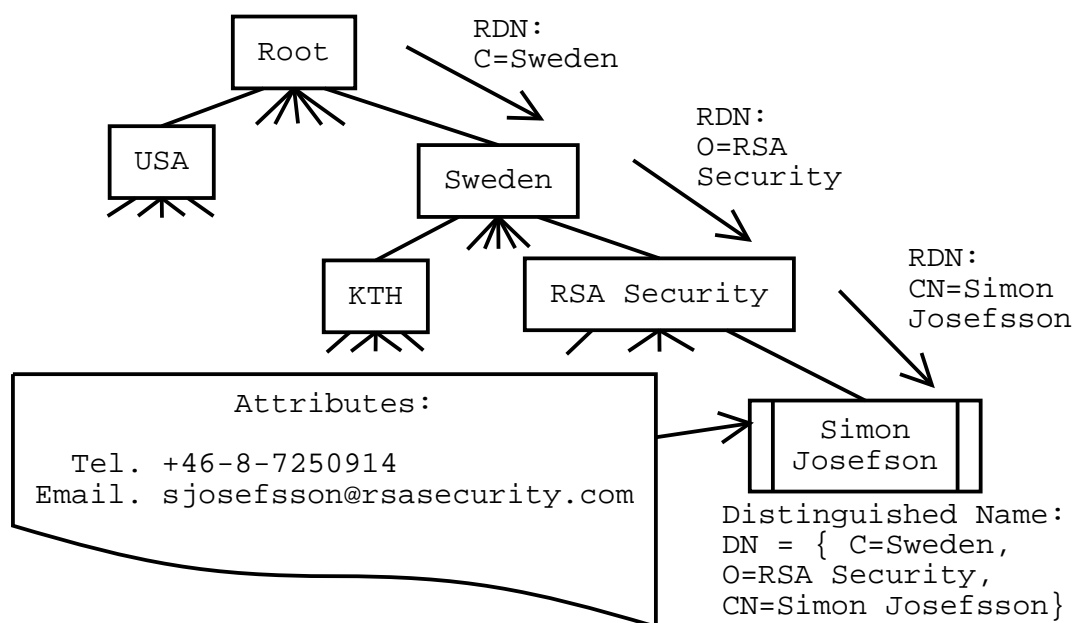 Root
RDN:
C=Sweden
USA
Sweden
RDN:
O=RSA
Security
KTH
RSA Security
RDN:
CN=Simon
Josefsson
Attributes:
Tel. +46-8-7250914
Email. sjosefsson@rsasecurity.com
Simon
Josefson
Distinguished Name:
DN = { C=Sweden,
O=RSA Security,
CN=Simon Josefsson}